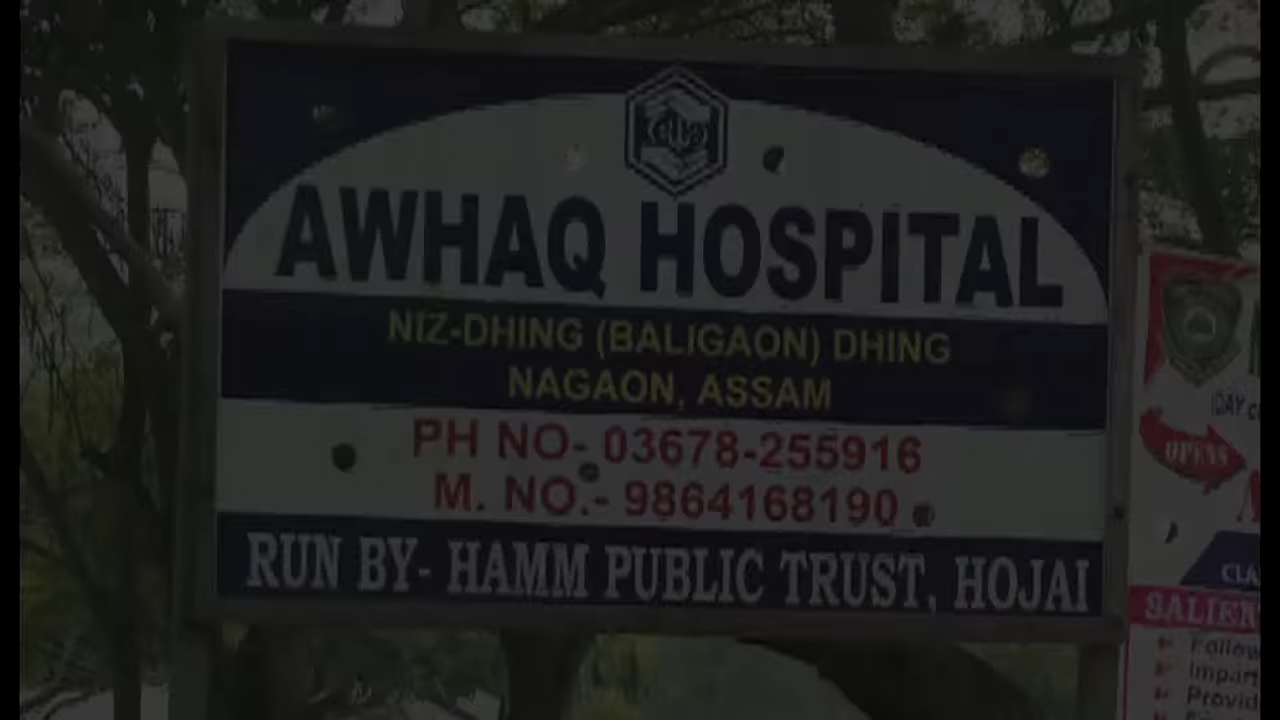 AWHAQ HOSPITAL
NIZ-DHING (BALIGAON) DHING
NAGAON, ASSAM
PH NO- 03678-255916
M. NO.- 9864168190
RUN BY- HAMM PUBLIC TRUST, HOJAI
OPENS